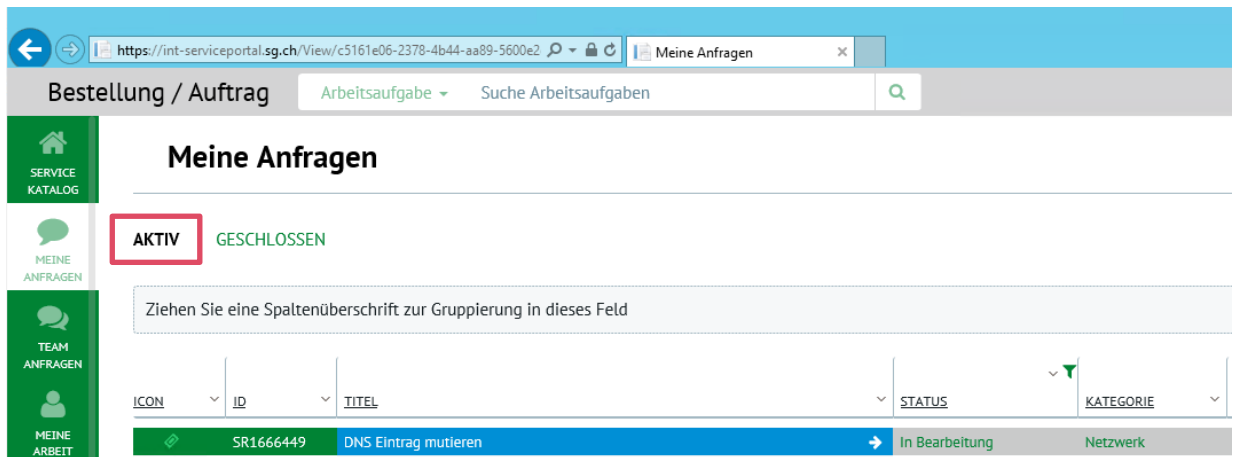 https://int-serviceportal.sg.ch/View/c5161e06-2378-4b44-aa89-5600e2
Meine Anfragen
Bestellung / Auftrag
Arbeitsaufgabe
Suche Arbeitsaufgaben
SERVICE
KATALOG
Meine Anfragen
MEINE
ANFRAGEN
AKTIV
GESCHLOSSEN
Ziehen Sie eine Spaltenüberschrift zur Gruppierung in dieses Feld
TEAM
ANFRAGEN
ICON
ID
TITEL
STATUS
KATEGORIE
MEINE
ARBEIT
SR1666449
DNS Eintrag mutieren
In Bearbeitung
Netzwerk